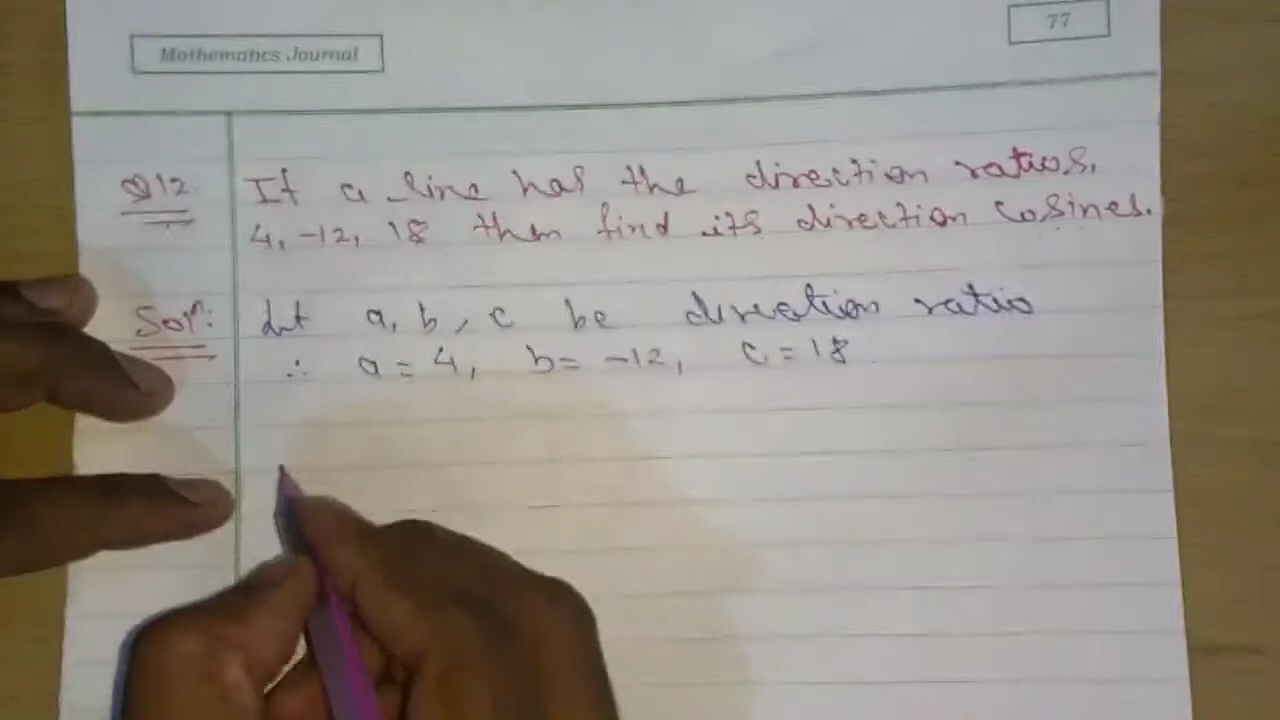 Mathematics Journal
77
Q12. If a line has the direction ratios.
4, -12, 18 then find its direction cosines.
Solⁿ: Let a, b, c be direction ratio
∴ a = 4, b = -12, c = 18